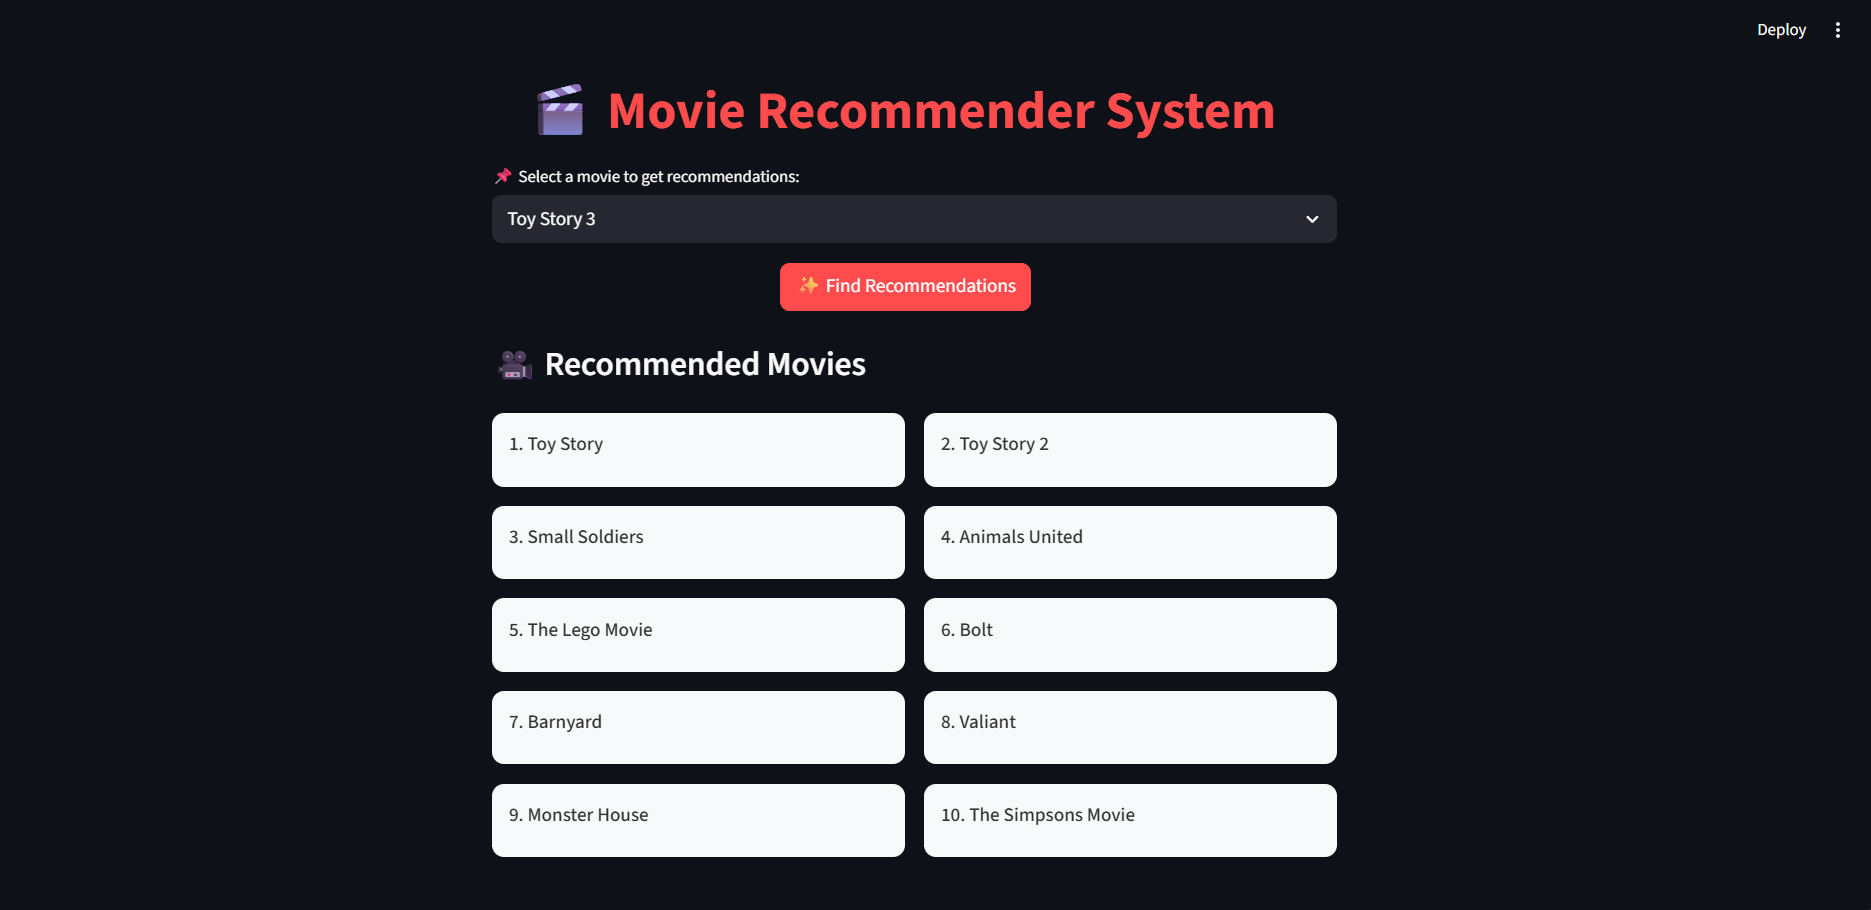 Deploy
Movie Recommender System
Select a movie to get recommendations:
Toy Story 3
Find Recommendations
Recommended Movies
1. Toy Story
2. Toy Story 2
3. Small Soldiers
4. Animals United
5. The Lego Movie
6. Bolt
7. Barnyard
8. Valiant
9. Monster House
10. The Simpsons Movie